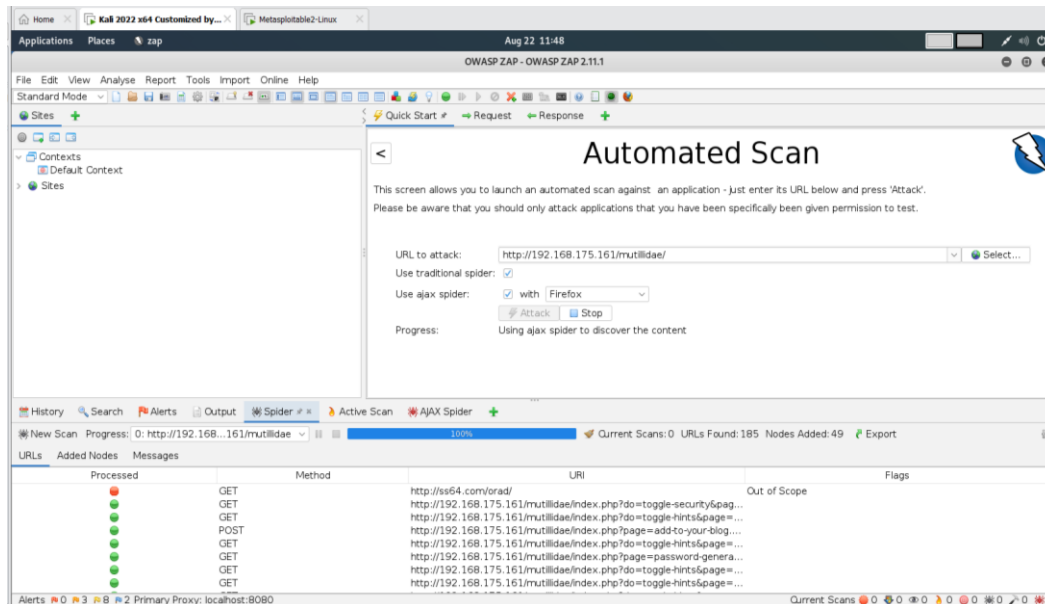 Home
Kali 2022 x64 Customized by...
Metasploitable2-Linux
Applications Places zap Aug 22 11:48
OWASP ZAP - OWASP ZAP 2.11.1
File Edit View Analyse Report Tools Import Online Help
Standard Mode
Sites
Quick Start Request Response
Contexts
Default Context
Sites
<
Automated Scan
This screen allows you to launch an automated scan against an application - just enter its URL below and press 'Attack'.
Please be aware that you should only attack applications that you have been specifically been given permission to test.
URL to attack: http://192.168.175.161/mutillidae/ Select...
Use traditional spider:
Use ajax spider: with Firefox
Attack Stop
Progress: Using ajax spider to discover the content
History Search Alerts Output Spider Active Scan AJAX Spider
New Scan Progress: 0: http://192.168...161/mutillidae 100% Current Scans: 0 URLs Found: 185 Nodes Added: 49 Export
URLs Added Nodes Messages
Processed Method URI Flags
GET http://ss64.com/orad/ Out of Scope
GET http://192.168.175.161/mutillidae/index.php?do=toggle-security&pag...
GET http://192.168.175.161/mutillidae/index.php?do=toggle-hints&page=...
POST http://192.168.175.161/mutillidae/index.php?page=add-to-your-blog....
GET http://192.168.175.161/mutillidae/index.php?do=toggle-hints&page=...
GET http://192.168.175.161/mutillidae/index.php?page=password-genera...
GET http://192.168.175.161/mutillidae/index.php?do=toggle-hints&page=...
GET http://192.168.175.161/mutillidae/index.php?do=toggle-hints&page=...
Alerts 0 3 8 2 Primary Proxy: localhost:8080 Current Scans 0 0 0 0 0 0 0